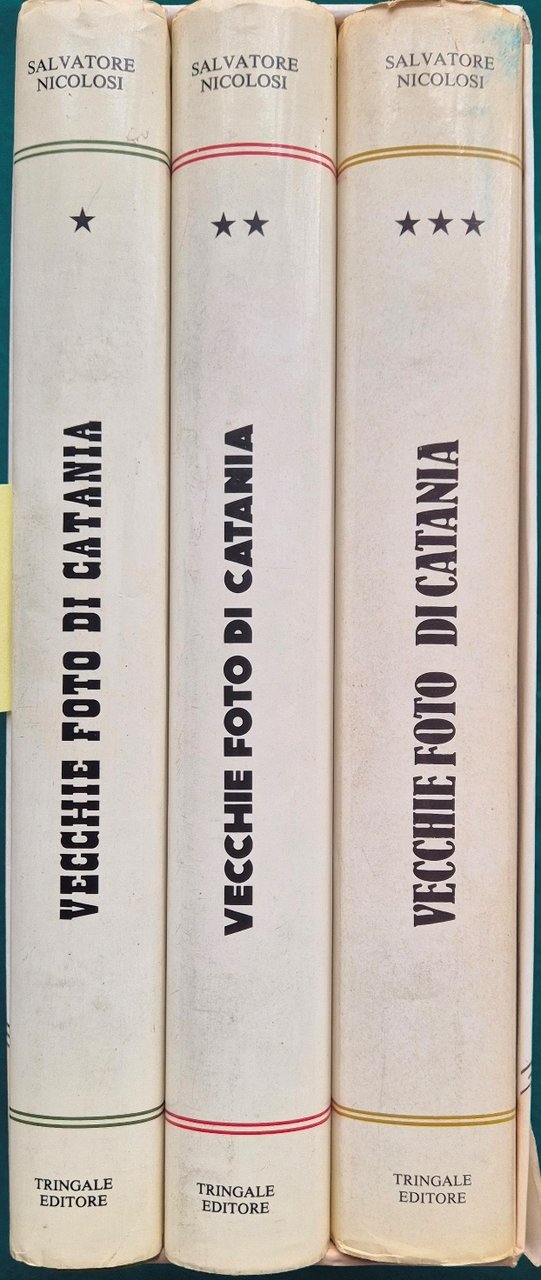 SALVATORE
NICOLOSI
★
VECCHIE FOTO DI CATANIA
TRINGALE
EDITORE
SALVATORE
NICOLOSI
★★
VECCHIE FOTO DI CATANIA
TRINGALE
EDITORE
SALVATORE
NICOLOSI
★★★
VECCHIE FOTO DI CATANIA
TRINGALE
EDITORE